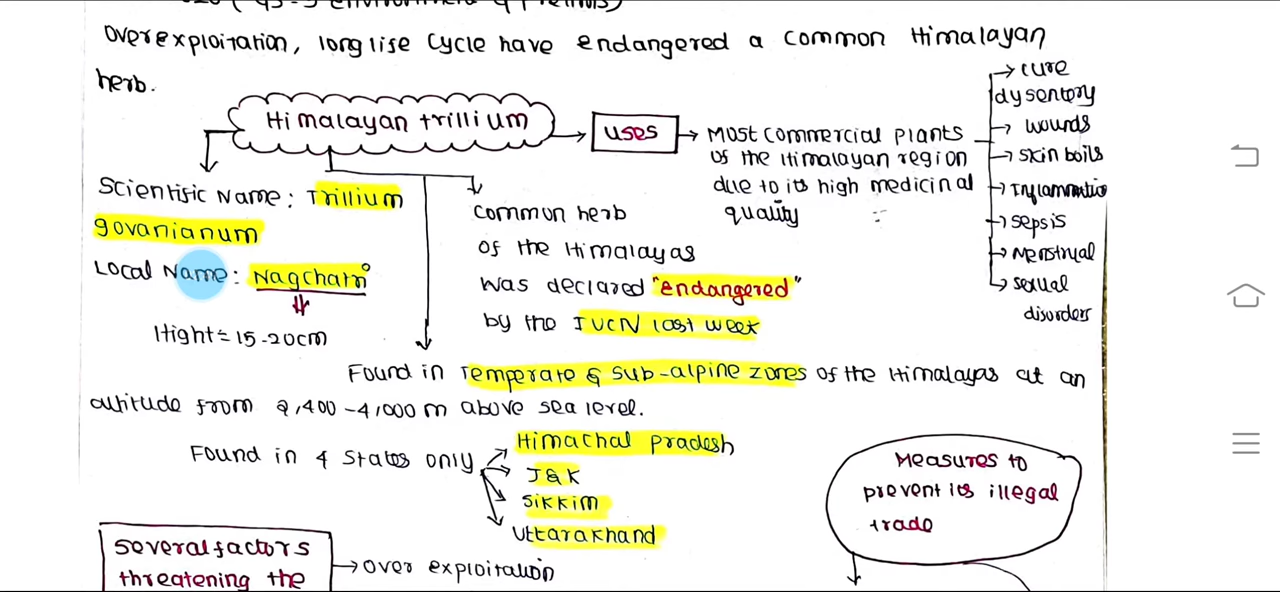 Overexploitation, long life cycle have endangered a common Himalayan
herb.
Himalayan trillium
uses
Most commercial plants
of the Himalayan region
due to its high medicinal
quality
cure
dysentery
wounds
skin boils
Inflammatio
sepsis
Menstrual
sexual
disorders
Scientific Name: Trillium
govanianum
Local Name: Nagchatri
Hight = 15-20cm
common herb
of the Himalayas
was declared "endangered"
by the IUCN last week
Found in Temperate & sub-alpine zones of the Himalayas at an
altitude from 2,400-4,000 m above sea level.
Found in 4 states only
Himachal pradesh
J&K
Sikkim
Uttarakhand
Measures to
prevent its illegal
trade
Several factors
threatening the
over exploitation